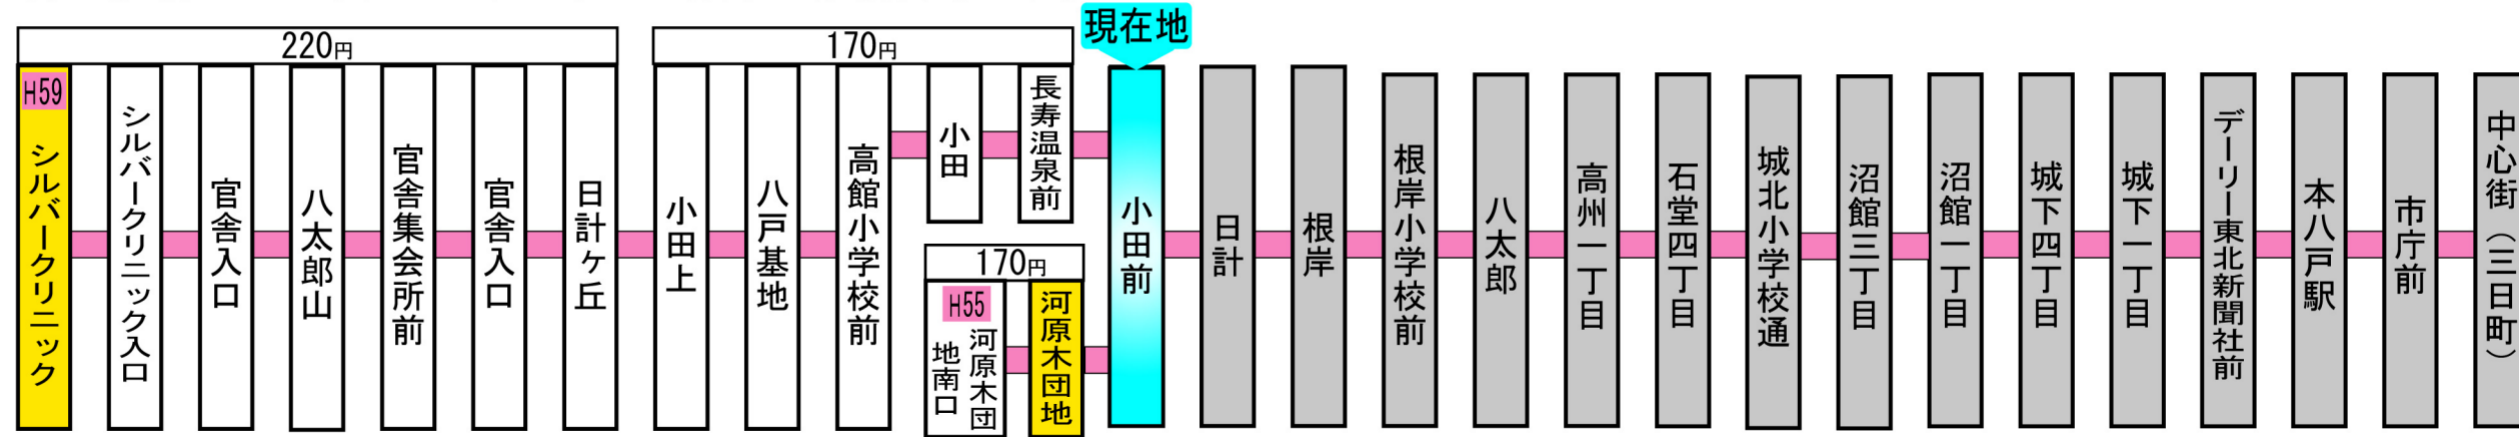 現在地
220円
170円
H59
シルバークリニック
シルバークリニック入口
官舎入口
八太郎山
官舎集会所前
官舎入口
日計ヶ丘
小田上
八戸基地
高館小学校前
小田
長寿温泉前
170円
H55
河原木団
地南口
河原木団地
小田前
日計
根岸
根岸小学校前
八太郎
高州一丁目
石堂四丁目
城北小学校通
沼館三丁目
沼館一丁目
城下四丁目
城下一丁目
デーリー東北新聞社前
本八戸駅
市庁前
中心街（三日町）